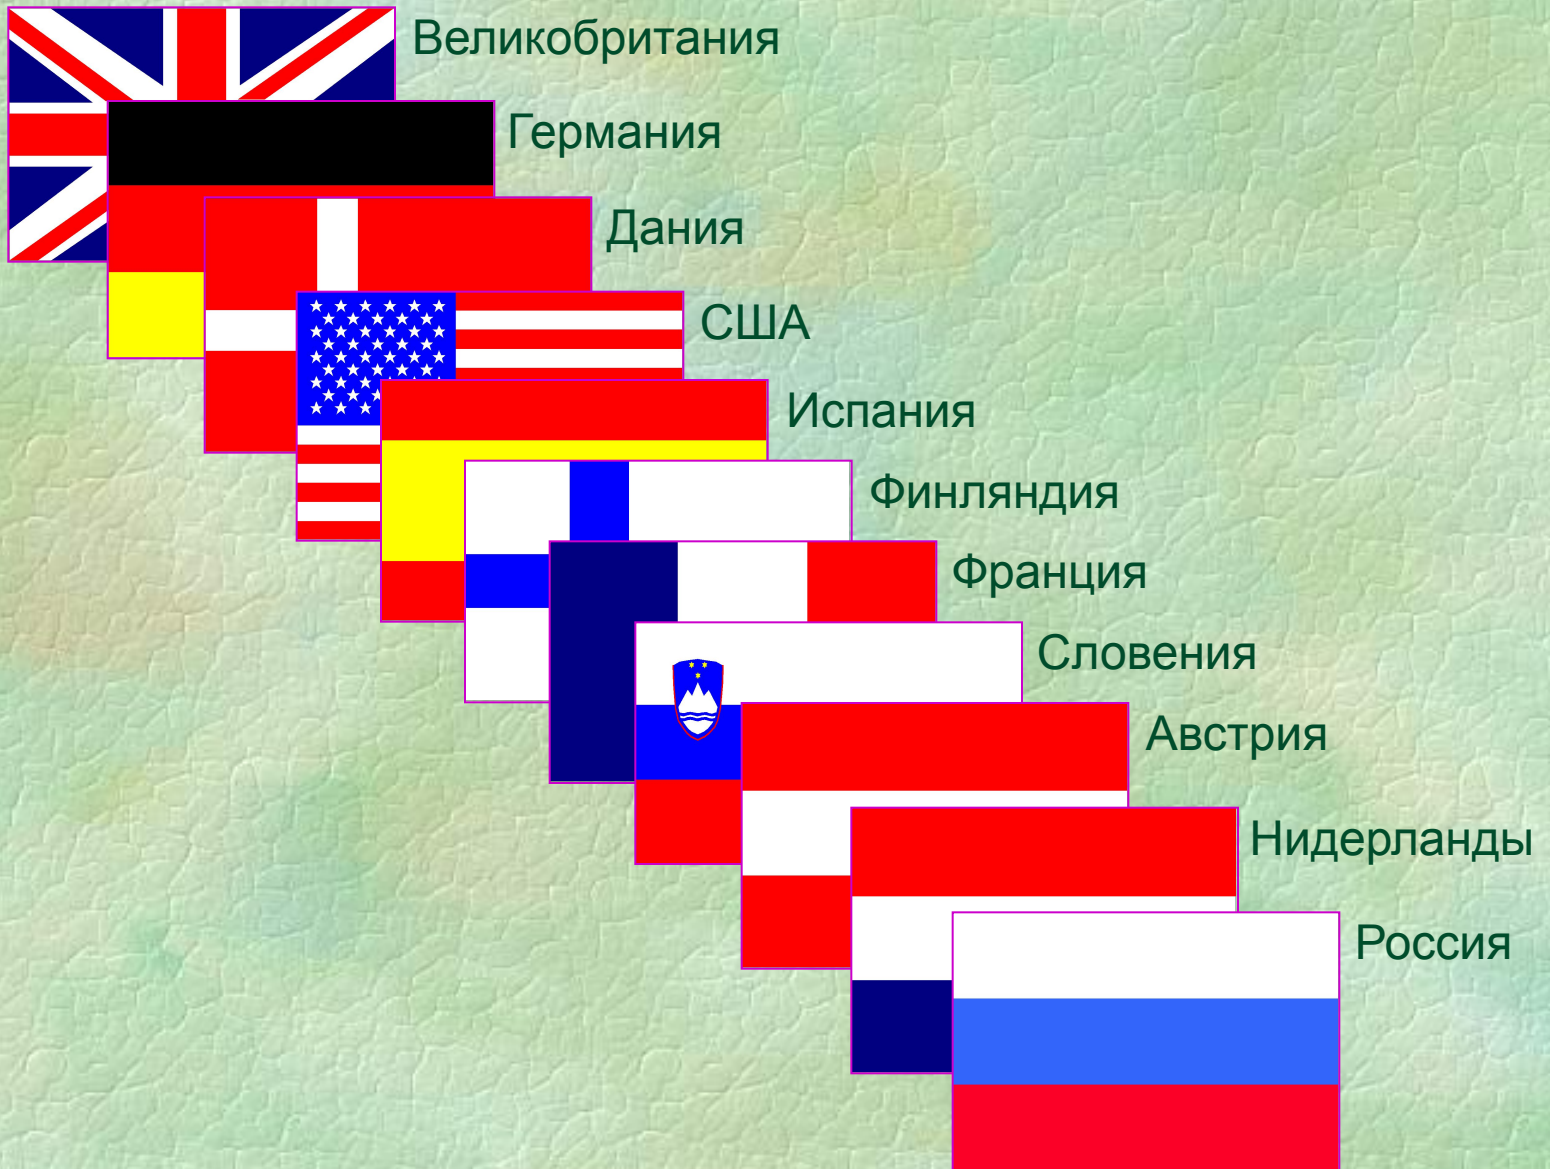 Великобритания
Германия
Дания
США
Испания
Финляндия
Франция
Словения
Австрия
Нидерланды
Россия